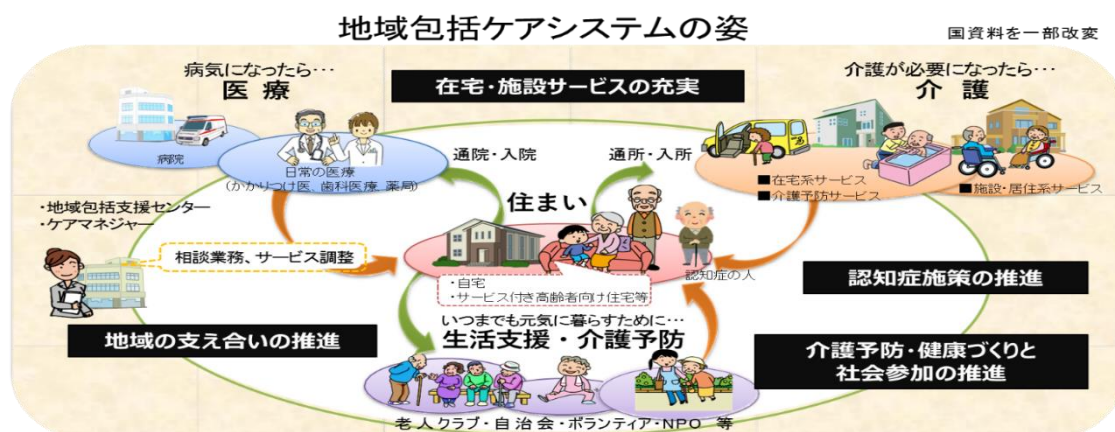 地域包括ケアシステムの姿
国資料を一部改変
病気になったら…
医療
在宅・施設サービスの充実
介護が必要になったら…
介護
病院
日常の医療
(かかりつけ医、歯科医療、薬局)
通院・入院
通所・入所
■在宅系サービス
■介護予防サービス
■施設・居住系サービス
・地域包括支援センター
・ケアマネジャー
相談業務、サービス調整
住まい
認知症の人
・自宅
・サービス付き高齢者向け住宅等
認知症施策の推進
地域の支え合いの推進
いつまでも元気に暮らすために…
生活支援・介護予防
介護予防・健康づくりと
社会参加の推進
老人クラブ・自治会・ボランティア・NPO 等